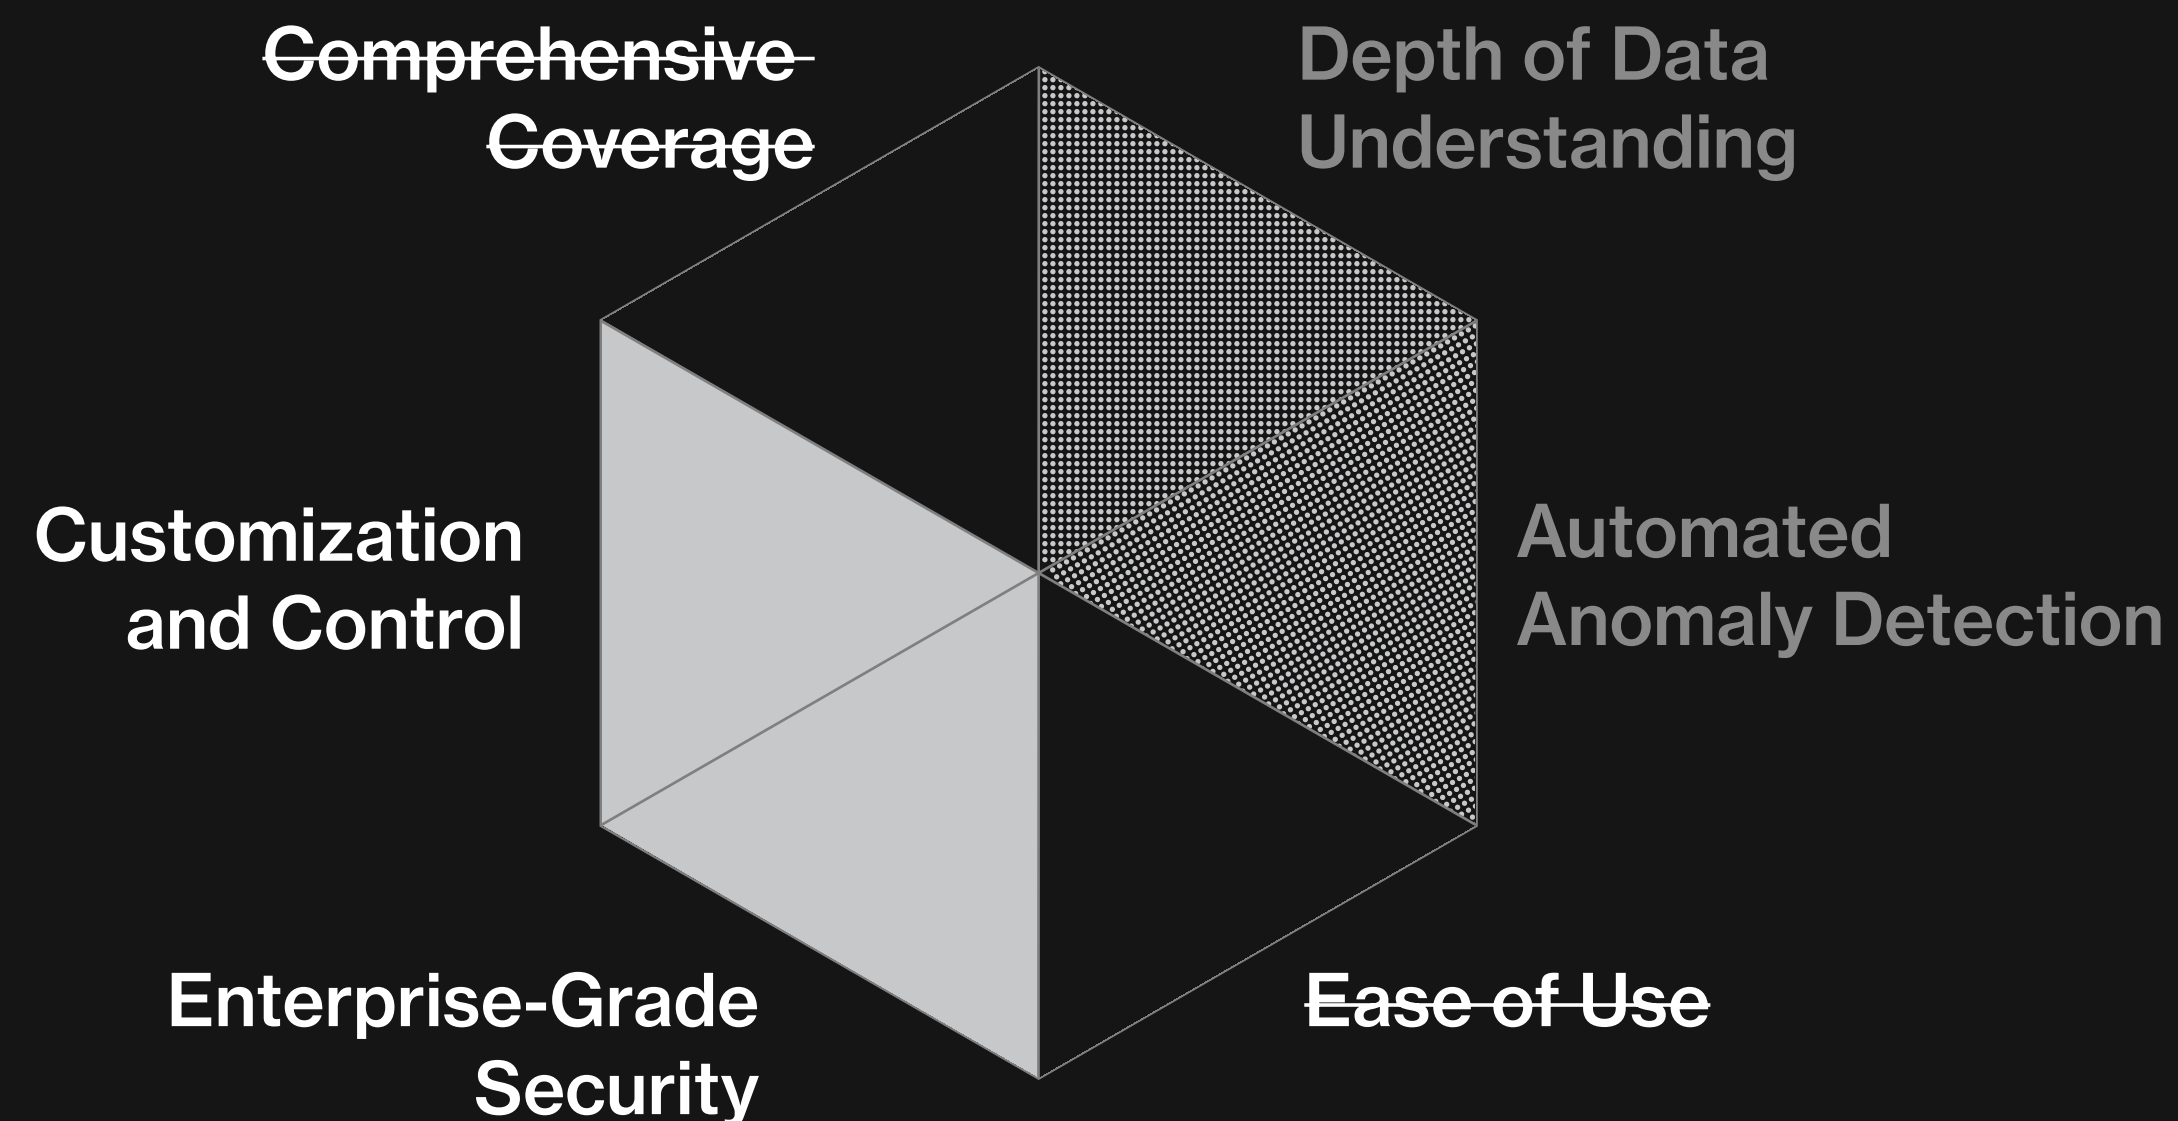 Comprehensive
Coverage
Depth of Data
Understanding
Customization
and Control
Automated
Anomaly Detection
Enterprise-Grade
Security
Ease of Use